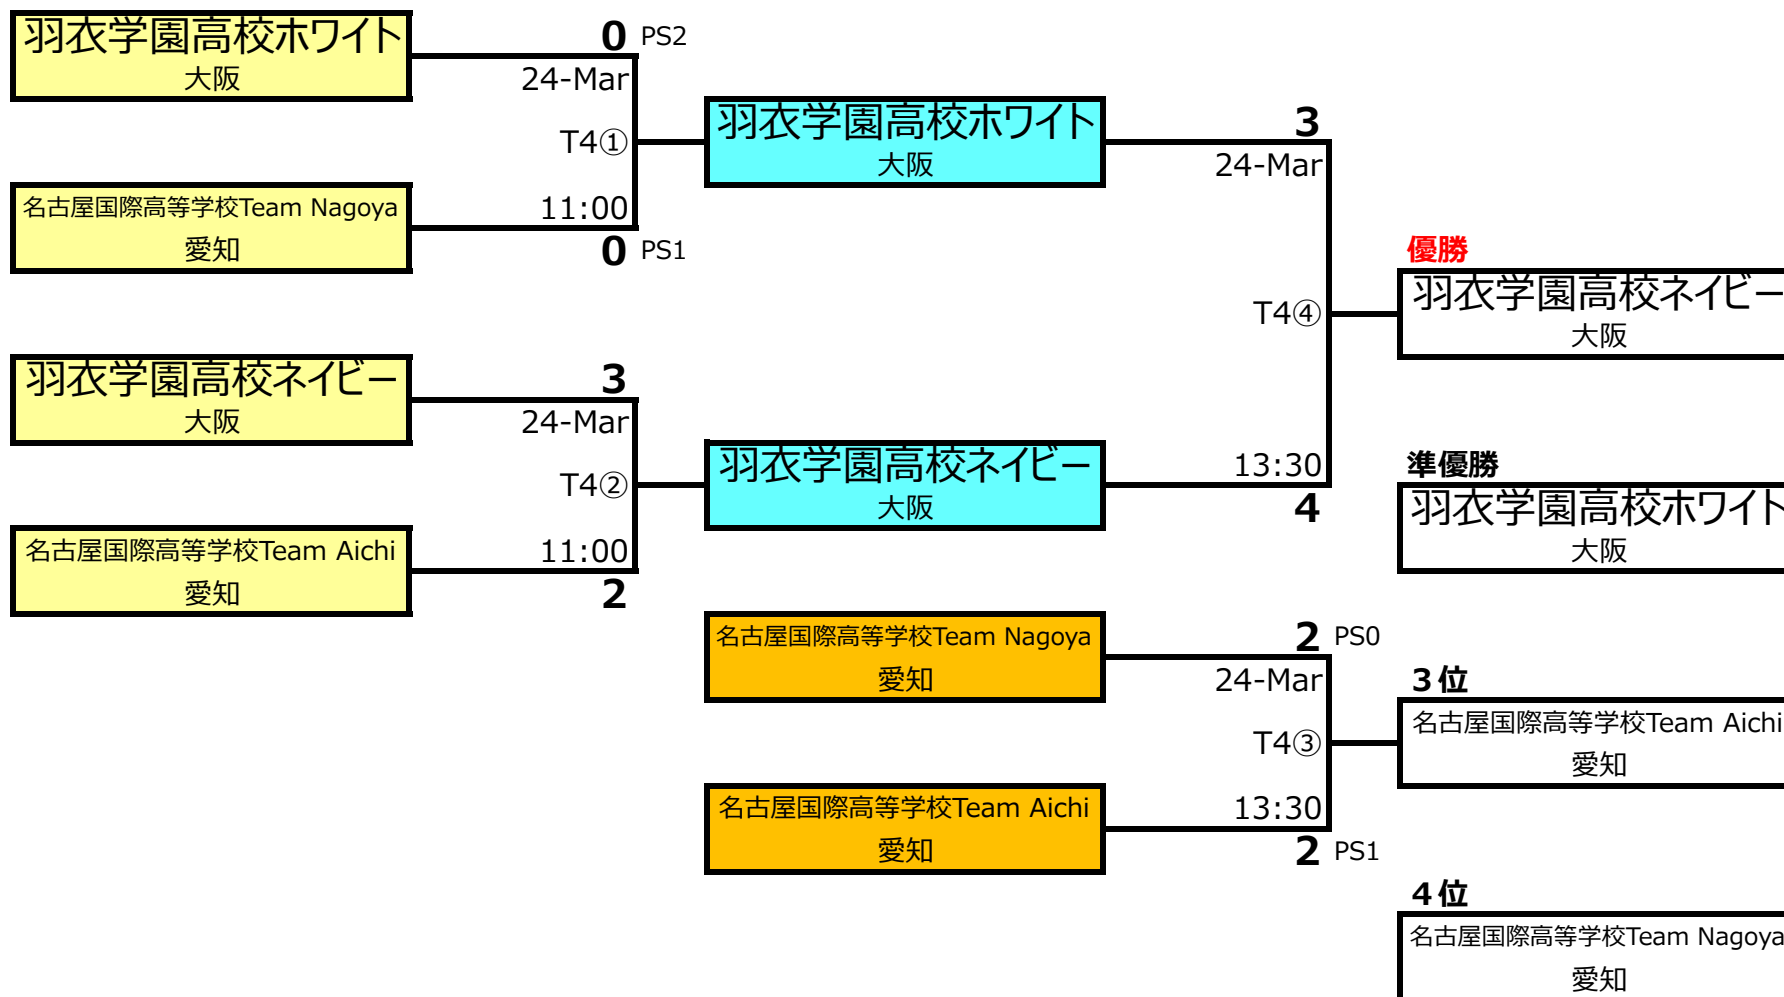 羽衣学園高校ホワイト
大阪
0 PS2
24-Mar
T4①
11:00
0 PS1
名古屋国際高等学校Team Nagoya
愛知
羽衣学園高校ネイビー
大阪
3
24-Mar
T4②
11:00
2
名古屋国際高等学校Team Aichi
愛知
羽衣学園高校ホワイト
大阪
3
24-Mar
T4④
13:30
4
羽衣学園高校ネイビー
大阪
名古屋国際高等学校Team Nagoya
愛知
2 PS0
24-Mar
T4③
13:30
2 PS1
名古屋国際高等学校Team Aichi
愛知
優勝
羽衣学園高校ネイビー
大阪
準優勝
羽衣学園高校ホワイト
大阪
３位
名古屋国際高等学校Team Aichi
愛知
４位
名古屋国際高等学校Team Nagoya
愛知